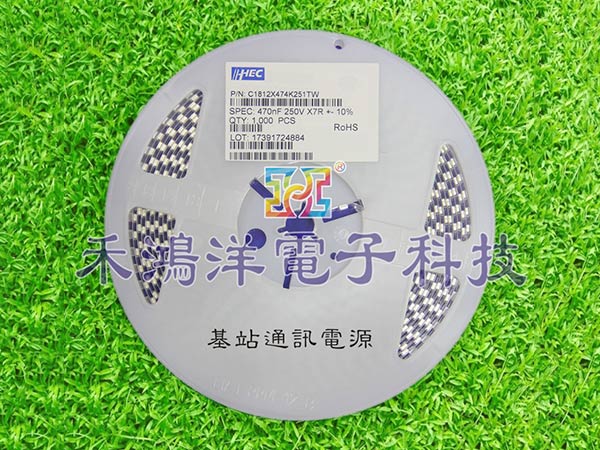 HEC
P/N: C1812X474K251TW
SPEC: 470nF 250V X7R +- 10%
QTY: 1,000 PCS
RoHS
LOT: 17391724884
禾鴻洋電子科技
基站通訊電源